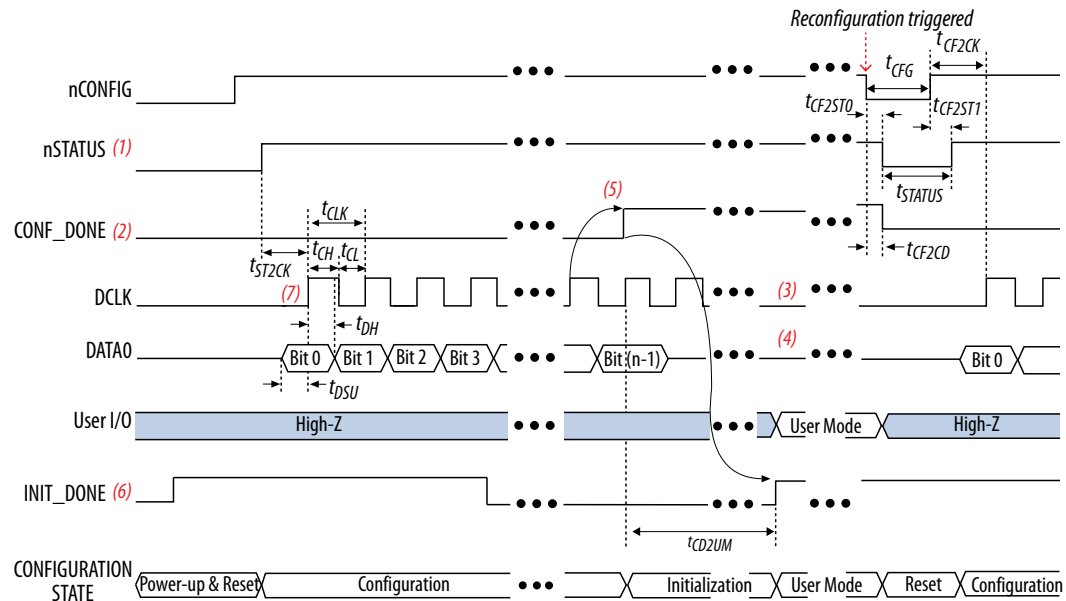 Reconfiguration triggered
tCF2CK
tCFG
nCONFIG
tCF2ST0
tCF2ST1
nSTATUS (1)
tSTATUS
(5)
tCLK
CONF_DONE (2)
tCF2CD
tST2CK
tCH
tCL
DCLK
(7)
(3)
tDH
DATA0
Bit 0
Bit 1
Bit 2
Bit 3
Bit (n-1)
(4)
Bit 0
tDSU
User I/O
High-Z
User Mode
High-Z
INIT_DONE (6)
tCD2UM
CONFIGURATION
STATE
Power-up & Reset
Configuration
Initialization
User Mode
Reset
Configuration